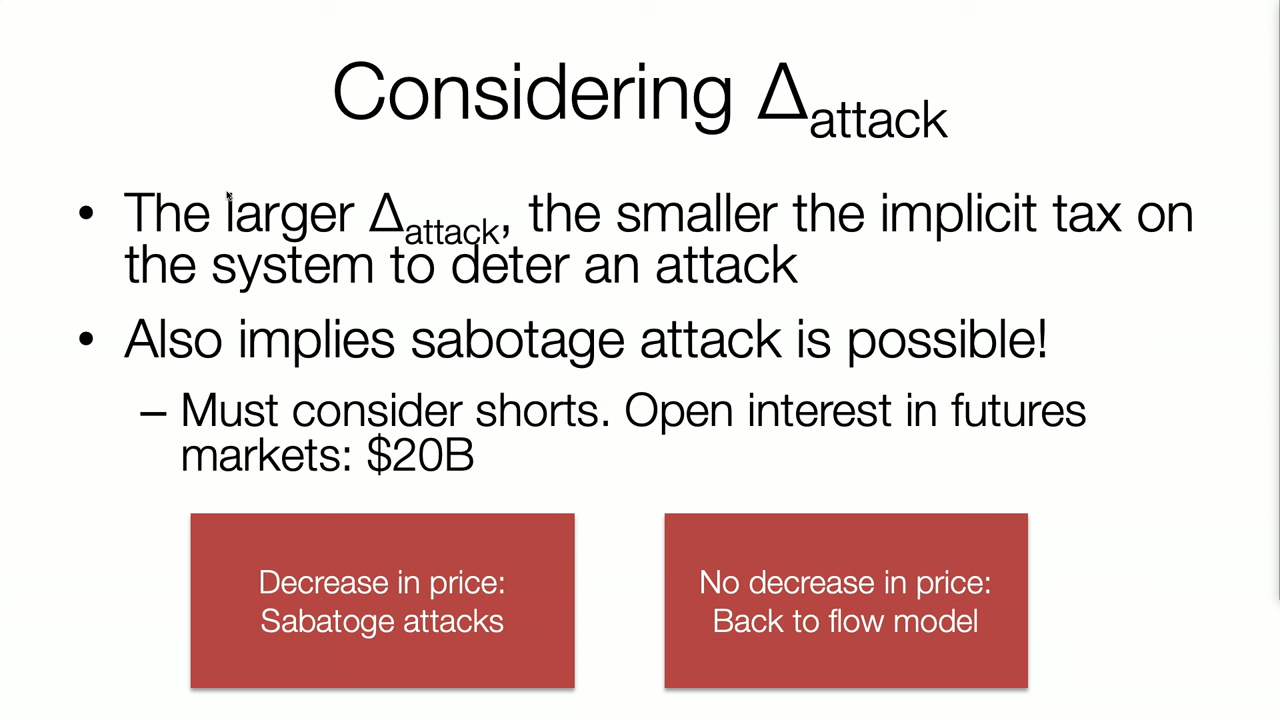 Considering Δattack
• The larger Δattack, the smaller the implicit tax on
the system to deter an attack
• Also implies sabotage attack is possible!
– Must consider shorts. Open interest in futures
markets: $20B
Decrease in price:
Sabatoge attacks
No decrease in price:
Back to flow model